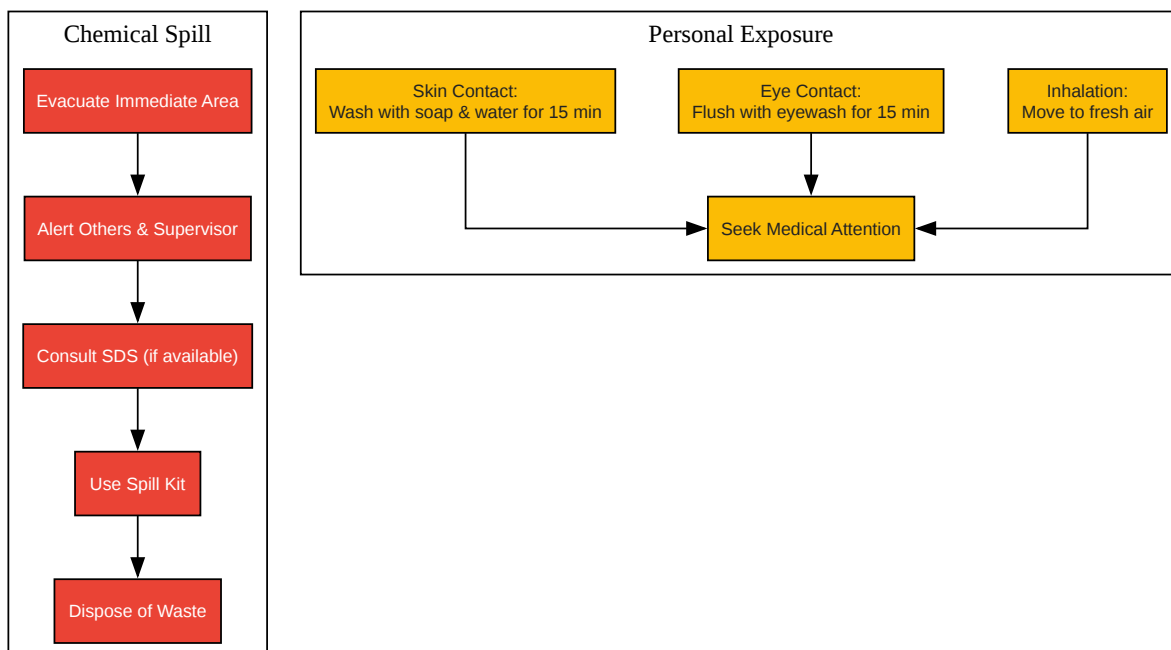 Chemical Spill
Evacuate Immediate Area
Alert Others & Supervisor
Consult SDS (if available)
Use Spill Kit
Dispose of Waste
Personal Exposure
Skin Contact:
Wash with soap & water for 15 min
Eye Contact:
Flush with eyewash for 15 min
Inhalation:
Move to fresh air
Seek Medical Attention